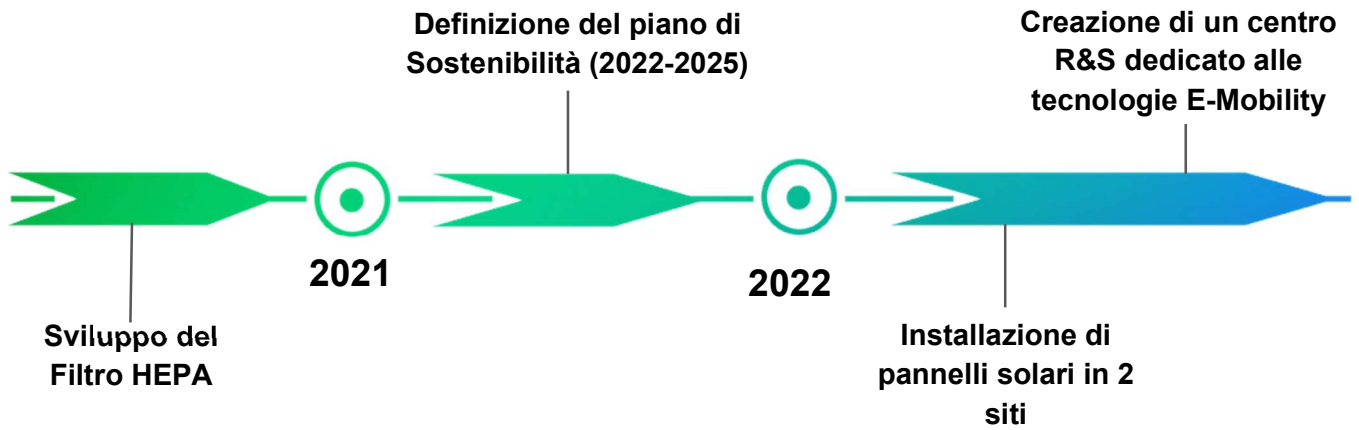 Definizione del piano di
Sostenibilità (2022-2025)
Creazione di un centro
R&S dedicato alle
tecnologie E-Mobility
2021
2022
Sviluppo del
Filtro HEPA
Installazione di
pannelli solari in 2
siti